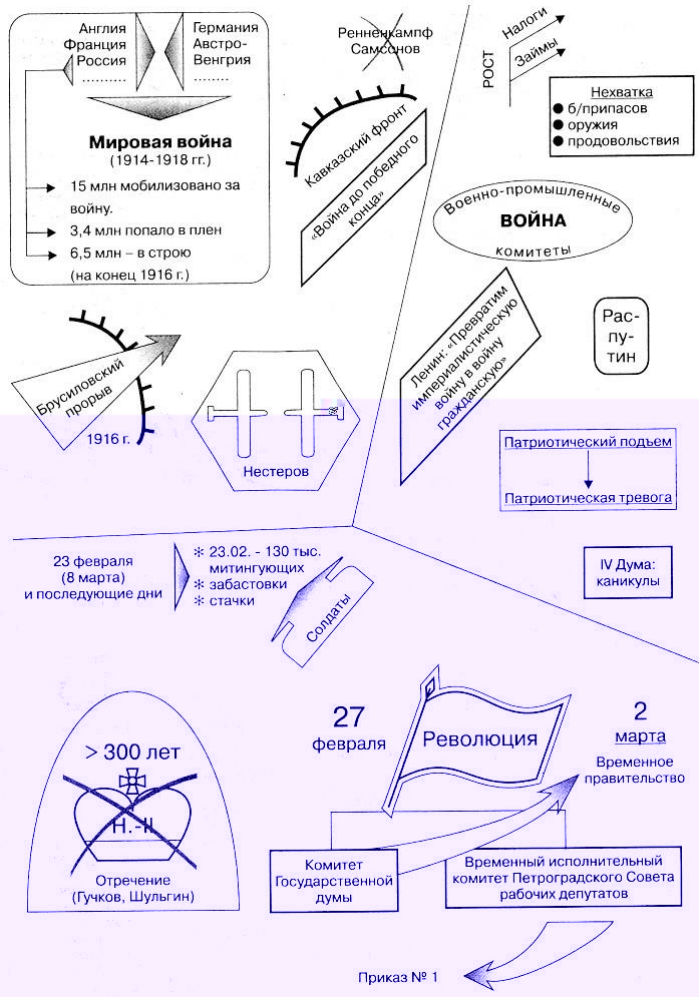 Англия
Франция
Россия
..........
Германия
Австро-
Венгрия
..........
Мировая война
(1914-1918 гг.)
15 млн мобилизовано за
войну.
3,4 млн попало в плен
6,5 млн – в строю
(на конец 1916 г.)
Ренненкампф
Самсонов
Кавказский фронт
«Война до победного
конца»
Брусиловский
прорыв
1916 г.
Нестеров
РОСТ
Налоги
Займы
Нехватка
● б/припасов
● оружия
● продовольствия
Военно-промышленные
ВОЙНА
комитеты
Ленин: «Превратим
империалистическую
войну в войну
гражданскую»
Рас-
пу-
тин
Патриотический подъем
Патриотическая тревога
IV Дума:
каникулы
23 февраля
(8 марта)
и последующие дни
* 23.02. - 130 тыс.
митингующих
* забастовки
* стачки
Солдаты
> 300 лет
Н.-II
Отречение
(Гучков, Шульгин)
27
февраля
Революция
2
марта
Временное
правительство
Комитет
Государственной
думы
Временный исполнительный
комитет Петроградского Совета
рабочих депутатов
Приказ № 1